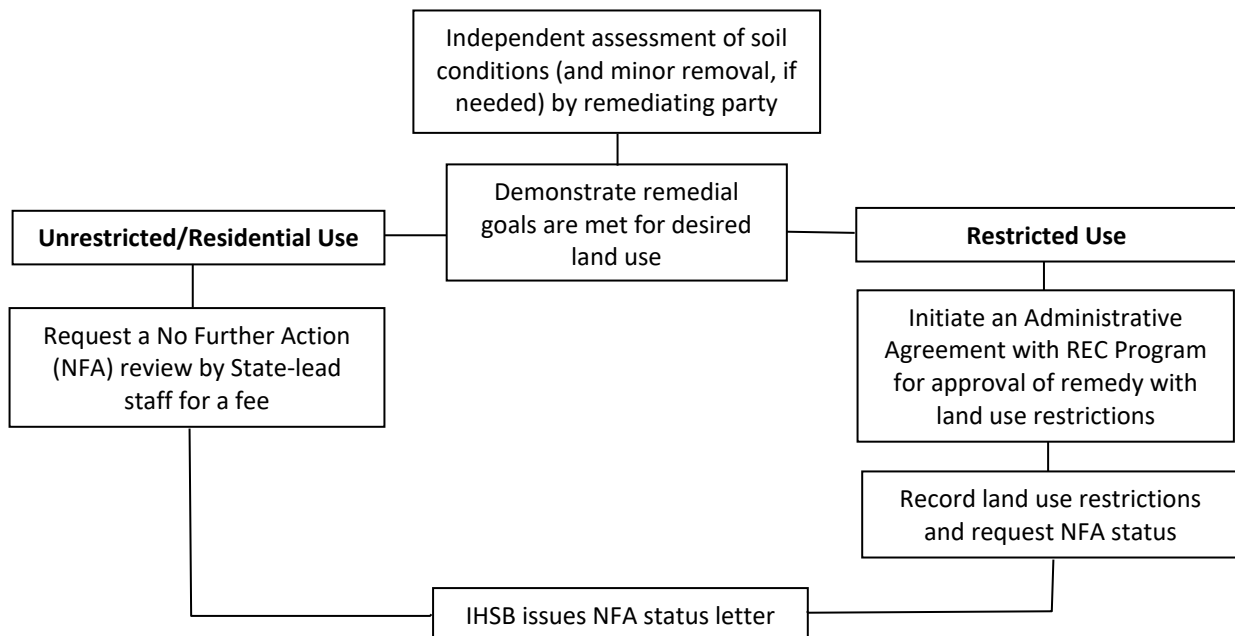 Independent assessment of soil
conditions (and minor removal, if
needed) by remediating party
Demonstrate remedial
goals are met for desired
land use
Unrestricted/Residential Use
Restricted Use
Request a No Further Action
(NFA) review by State-lead
staff for a fee
Initiate an Administrative
Agreement with REC Program
for approval of remedy with
land use restrictions
Record land use restrictions
and request NFA status
IHSB issues NFA status letter